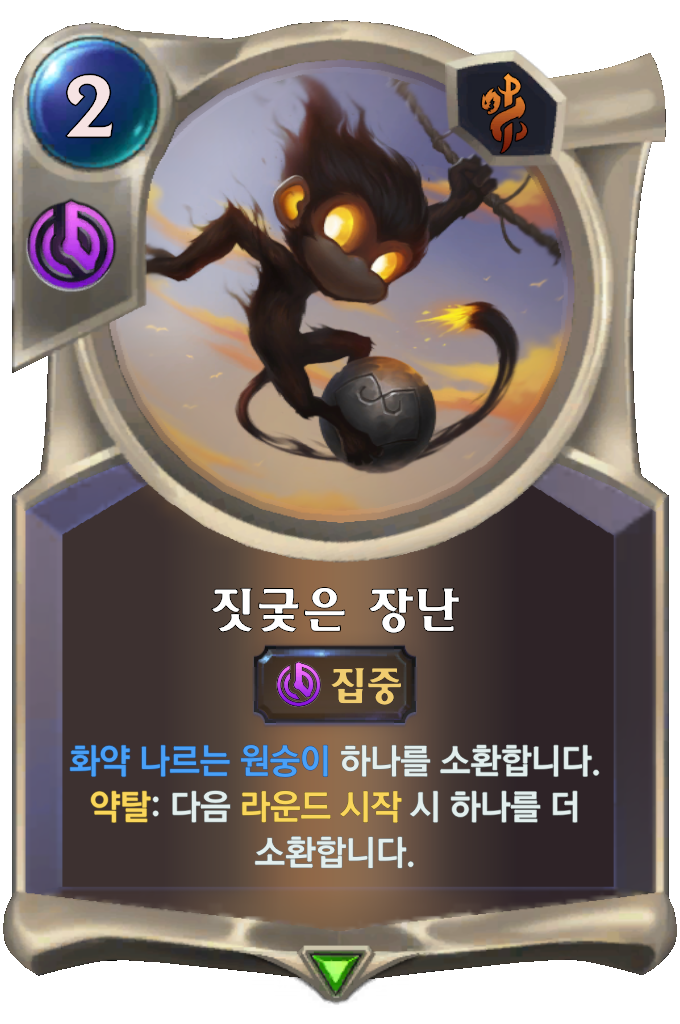 2
짓궂은 장난
집중
화약 나르는 원숭이 하나를 소환합니다.
약탈: 다음 라운드 시작 시 하나를 더
소환합니다.